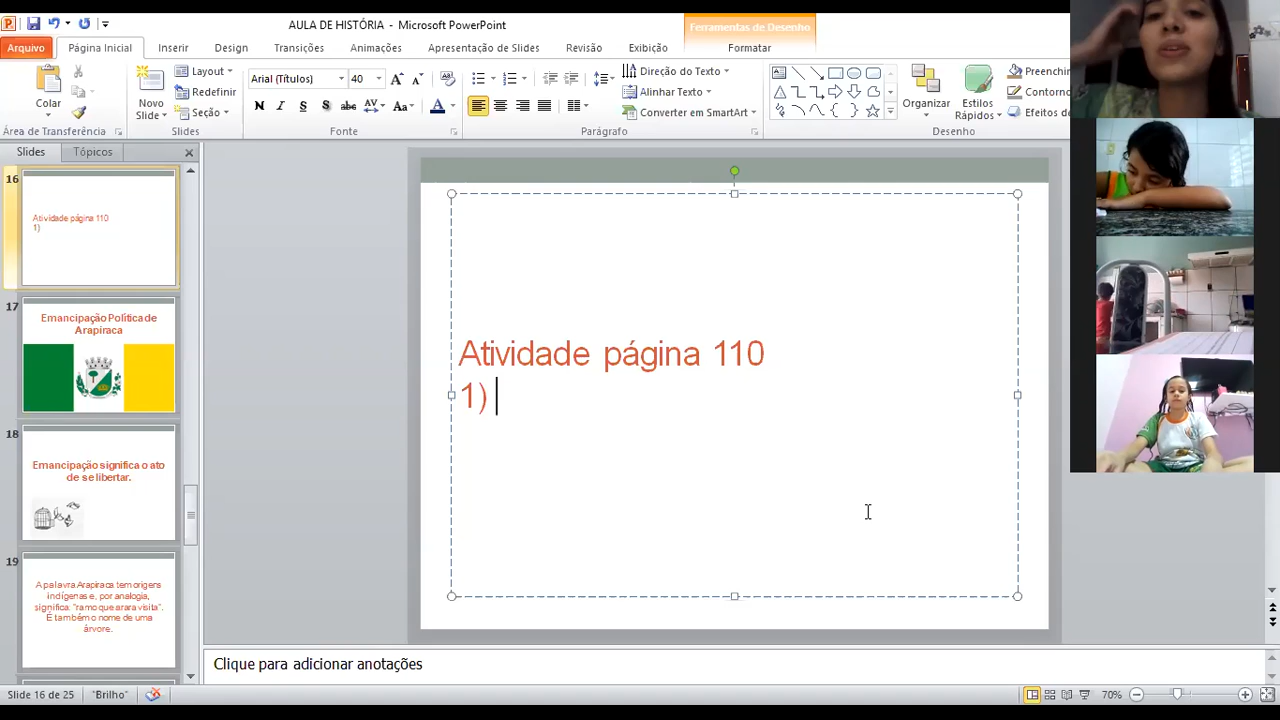 AULA DE HISTÓRIA - Microsoft PowerPoint
Ferramentas de Desenho
Arquivo
Página Inicial
Inserir
Design
Transições
Animações
Apresentação de Slides
Revisão
Exibição
Formatar
Colar
Novo
Slide
Layout
Redefinir
Seção
Arial (Títulos)
40
Direção do Texto
Alinhar Texto
Converter em SmartArt
Organizar
Estilos
Rápidos
Preenchi
Contorno
Efeitos d
Área de Transferência
Slides
Fonte
Parágrafo
Desenho
Slides
Tópicos
16
Atividade página 110
1)
17
Emancipação Política de
Arapiraca
18
Emancipação significa o ato
de se libertar.
19
A palavra Arapiraca tem origens
indígenas e, por analogia,
significa: "ramo que arara visita".
É também o nome de uma
árvore.
Atividade página 110
1)
Clique para adicionar anotações
Slide 16 de 25
"Brilho"
70%